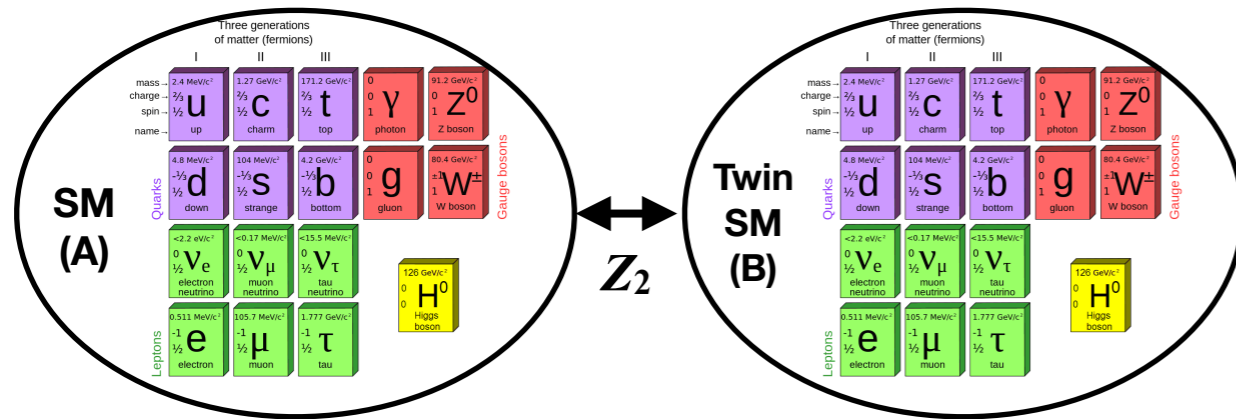 Three generations
of matter (fermions)
I II III
mass→ 2.4 MeV/c² 1.27 GeV/c² 171.2 GeV/c² 0 91.2 GeV/c²
charge→ ⅔ ⅔ ⅔ 0 0
spin→ ½ ½ ½ 1 1
u c t γ Z⁰
name→ up charm top photon Z boson
4.8 MeV/c² 104 MeV/c² 4.2 GeV/c² 0 80.4 GeV/c²
-⅓ -⅓ -⅓ 0 ±1
½ ½ ½ 1 1
d s b g W±
down strange bottom gluon W boson
<2.2 eV/c² <0.17 MeV/c² <15.5 MeV/c²
0 0 0
½ ½ ½
νe νμ ντ
electron neutrino muon neutrino tau neutrino
126 GeV/c²
0
0
H⁰
Higgs
boson
0.511 MeV/c² 105.7 MeV/c² 1.777 GeV/c²
-1 -1 -1
½ ½ ½
e μ τ
electron muon tau
Quarks
Leptons
Gauge bosons
SM
(A)
Z₂
Twin
SM
(B)
Three generations
of matter (fermions)
I II III
mass→ 2.4 MeV/c² 1.27 GeV/c² 171.2 GeV/c² 0 91.2 GeV/c²
charge→ ⅔ ⅔ ⅔ 0 0
spin→ ½ ½ ½ 1 1
u c t γ Z⁰
name→ up charm top photon Z boson
4.8 MeV/c² 104 MeV/c² 4.2 GeV/c² 0 80.4 GeV/c²
-⅓ -⅓ -⅓ 0 ±1
½ ½ ½ 1 1
d s b g W±
down strange bottom gluon W boson
<2.2 eV/c² <0.17 MeV/c² <15.5 MeV/c²
0 0 0
½ ½ ½
νe νμ ντ
electron neutrino muon neutrino tau neutrino
126 GeV/c²
0
0
H⁰
Higgs
boson
0.511 MeV/c² 105.7 MeV/c² 1.777 GeV/c²
-1 -1 -1
½ ½ ½
e μ τ
electron muon tau
Quarks
Leptons
Gauge bosons